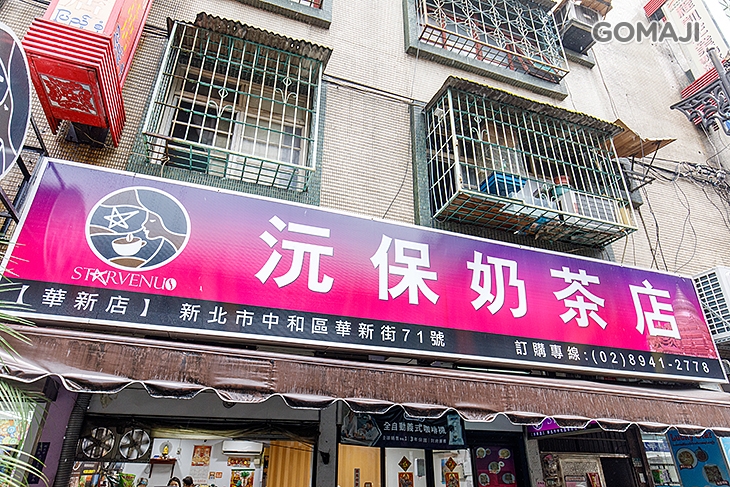 GOMAJI
STARVENUS
沅保奶茶店
【華新店】 新北市中和區華新街71號
訂購專線:(02)8941-2778
全自動義式咖啡機